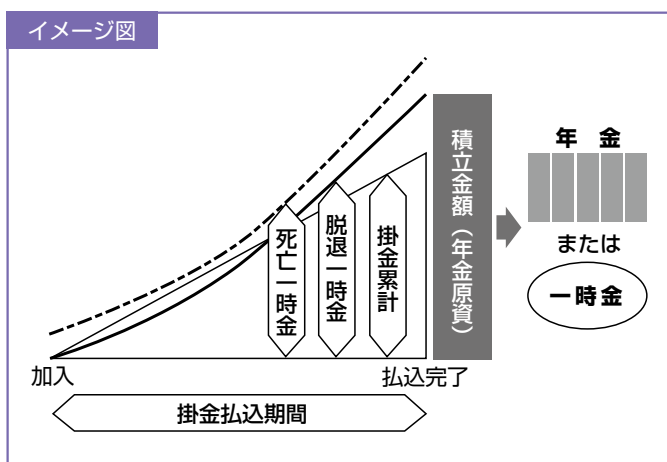 イメージ図
死亡一時金
脱退一時金
掛金累計
積立金額（年金原資）
年 金
または
一時金
加入
払込完了
掛金払込期間